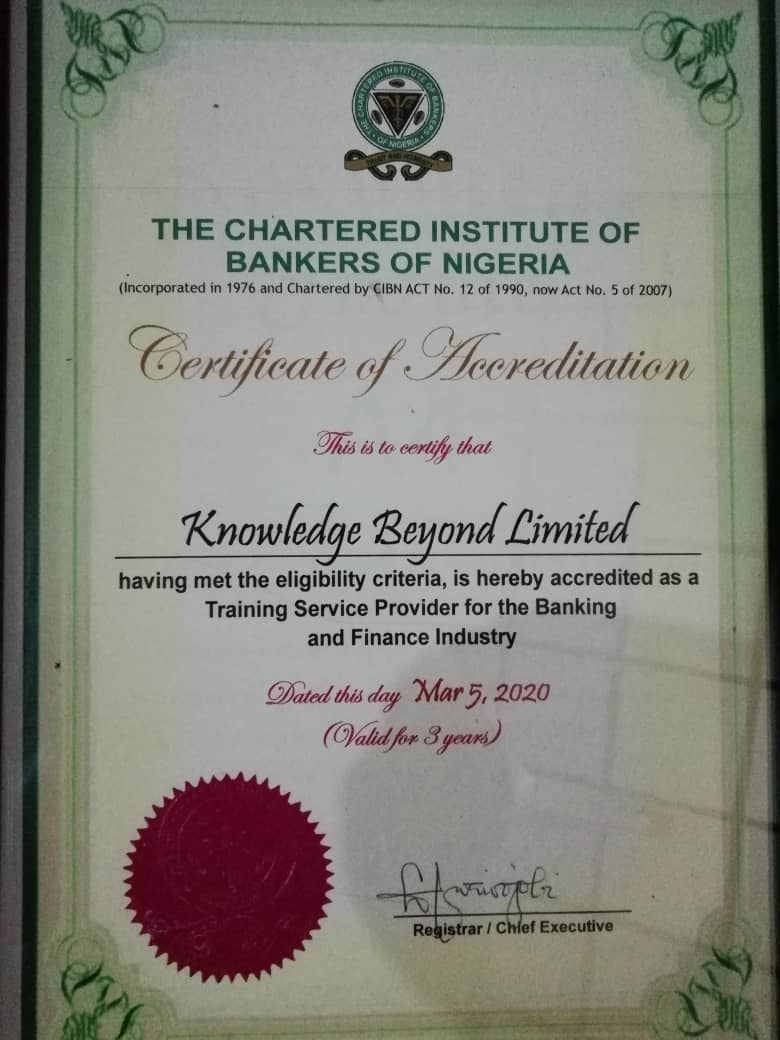 THE CHARTERED INSTITUTE OF BANKERS
OF NIGERIA
TRUST AND HONESTY
THE CHARTERED INSTITUTE OF
BANKERS OF NIGERIA
(Incorporated in 1976 and Chartered by CIBN ACT No. 12 of 1990, now Act No. 5 of 2007)
Certificate of Accreditation
This is to certify that
Knowledge Beyond Limited
having met the eligibility criteria, is hereby accredited as a
Training Service Provider for the Banking
and Finance Industry
Dated this day Mar 5, 2020
(Valid for 3 years)
Registrar / Chief Executive